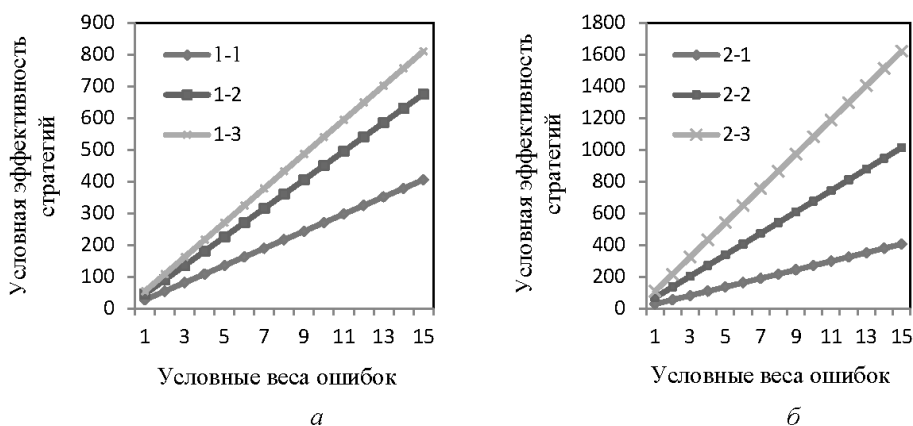 900
800
700
600
500
400
300
200
100
0
Условная эффективность
стратегий
1-1
1-2
1-3
1 3 5 7 9 11 13 15
Условные веса ошибок
а
1800
1600
1400
1200
1000
800
600
400
200
0
Условная эффективность
стратегий
2-1
2-2
2-3
1 3 5 7 9 11 13 15
Условные веса ошибок
б